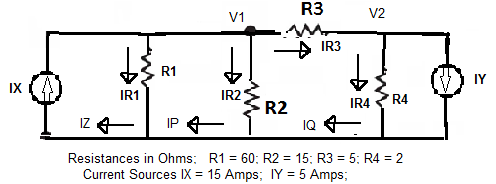 V1
R3
V2
IR3
IX
IR1
R1
IR2
R2
IR4
R4
IY
IZ
IP
IQ
Resistances in Ohms; R1 = 60; R2 = 15; R3 = 5; R4 = 2
Current Sources IX = 15 Amps; IY = 5 Amps;